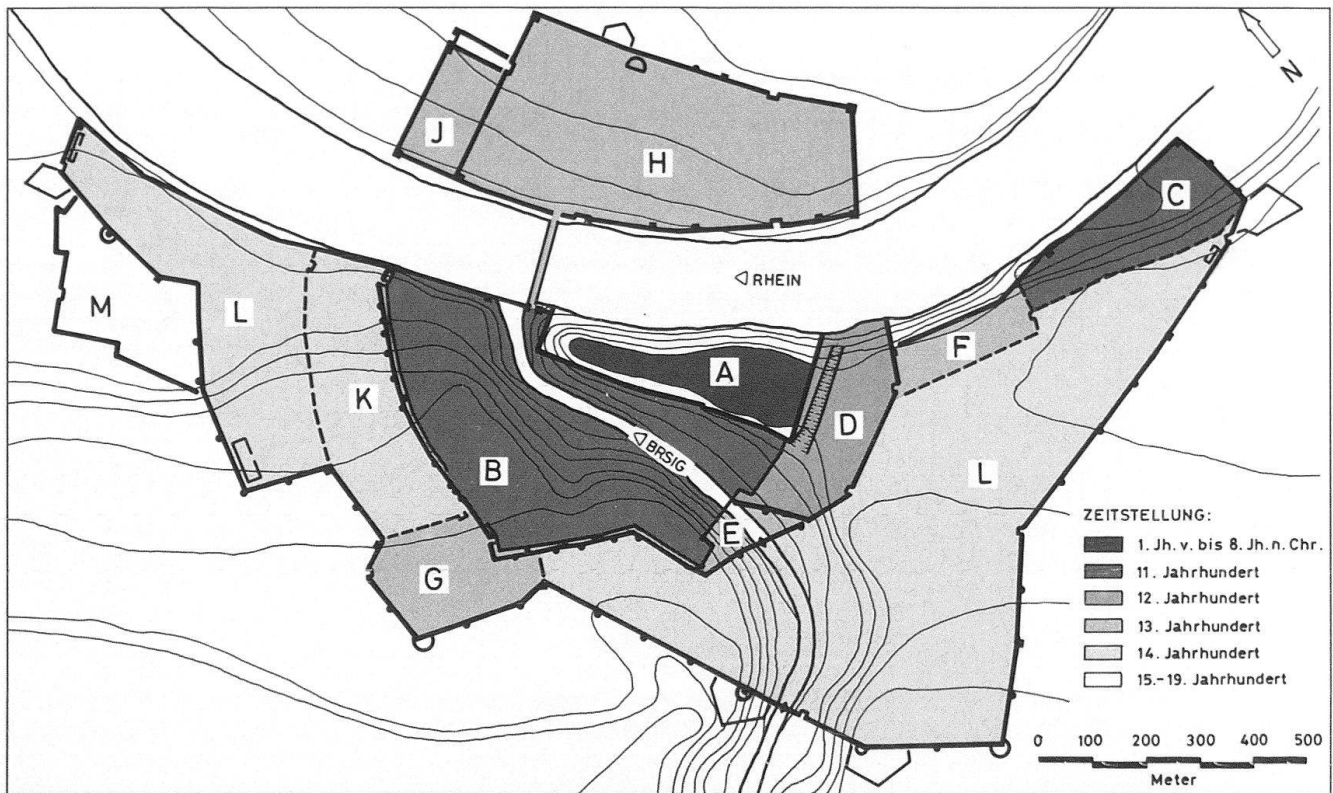 N
J
H
C
◁ RHEIN
M
L
A
F
K
D
◁ BRSIG
B
L
E
G
ZEITSTELLUNG:
1. Jh. v. bis 8. Jh. n. Chr.
11. Jahrhundert
12. Jahrhundert
13. Jahrhundert
14. Jahrhundert
15.-19. Jahrhundert
0 100 200 300 400 500
Meter